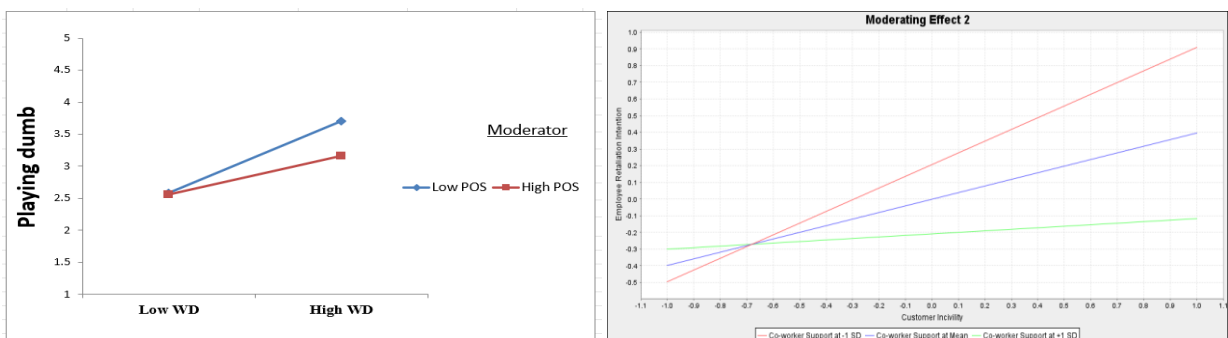 5
4.5
4
3.5
3
2.5
2
1.5
1
Playing dumb
Low WD High WD
Moderator
Low POS High POS
Moderating Effect 2
1.0
0.9
0.8
0.7
0.6
0.5
0.4
0.3
0.2
0.1
0.0
-0.1
-0.2
-0.3
-0.4
-0.5
Employee Retaliation Intention
-1.1 -1.0 -0.9 -0.8 -0.7 -0.6 -0.5 -0.4 -0.3 -0.2 -0.1 0.0 0.1 0.2 0.3 0.4 0.5 0.6 0.7 0.8 0.9 1.0 1.1
Customer Incivility
Co-worker Support at -1 SD Co-worker Support at Mean Co-worker Support at +1 SD